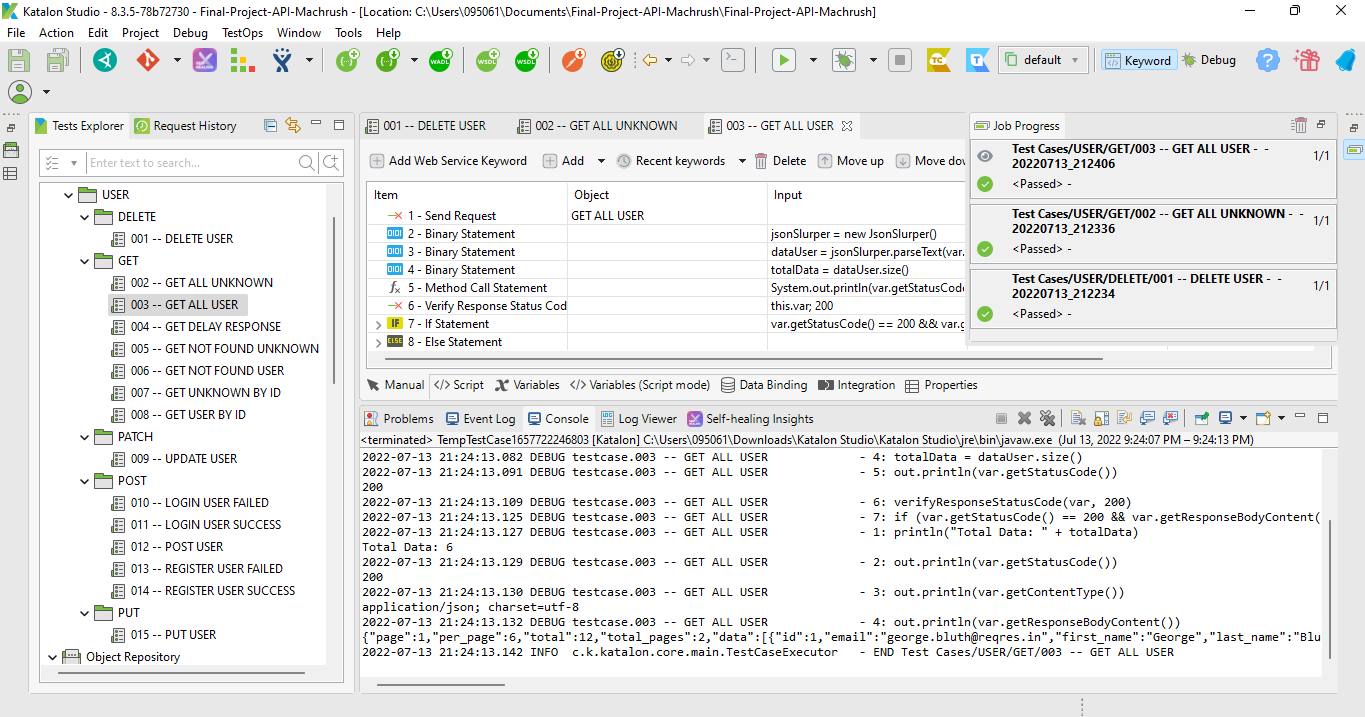 Katalon Studio - 8.3.5-78b72730 - Final-Project-API-Machrush - [Location: C:\Users\095061\Documents\Final-Project-API-Machrush\Final-Project-API-Machrush]
File Action Edit Project Debug TestOps Window Tools Help
default
Keyword
Debug
Tests Explorer
Request History
Enter text to search...
USER
DELETE
001 -- DELETE USER
GET
002 -- GET ALL UNKNOWN
003 -- GET ALL USER
004 -- GET DELAY RESPONSE
005 -- GET NOT FOUND UNKNOWN
006 -- GET NOT FOUND USER
007 -- GET UNKNOWN BY ID
008 -- GET USER BY ID
PATCH
009 -- UPDATE USER
POST
010 -- LOGIN USER FAILED
011 -- LOGIN USER SUCCESS
012 -- POST USER
013 -- REGISTER USER FAILED
014 -- REGISTER USER SUCCESS
PUT
015 -- PUT USER
Object Repository
001 -- DELETE USER
002 -- GET ALL UNKNOWN
003 -- GET ALL USER
Add Web Service Keyword Add Recent keywords Delete Move up Move dov
Item Object Input
1 - Send Request GET ALL USER
2 - Binary Statement jsonSlurper = new JsonSlurper()
3 - Binary Statement dataUser = jsonSlurper.parseText(var.
4 - Binary Statement totalData = dataUser.size()
5 - Method Call Statement System.out.println(var.getStatusCode
6 - Verify Response Status Cod this.var; 200
IF 7 - If Statement var.getStatusCode() == 200 && var.g
ELSE 8 - Else Statement
Job Progress
Test Cases/USER/GET/003 -- GET ALL USER - -
20220713_212406
1/1
<Passed> -
Test Cases/USER/GET/002 -- GET ALL UNKNOWN - -
20220713_212336
1/1
<Passed> -
Test Cases/USER/DELETE/001 -- DELETE USER - -
20220713_212234
1/1
<Passed> -
Manual Script Variables Variables (Script mode) Data Binding Integration Properties
Problems Event Log Console Log Viewer Self-healing Insights
<terminated> TempTestCase1657722246803 [Katalon] C:\Users\095061\Downloads\Katalon Studio\Katalon Studio\jre\bin\javaw.exe (Jul 13, 2022 9:24:07 PM – 9:24:13 PM)
2022-07-13 21:24:13.082 DEBUG testcase.003 -- GET ALL USER - 4: totalData = dataUser.size()
2022-07-13 21:24:13.091 DEBUG testcase.003 -- GET ALL USER - 5: out.println(var.getStatusCode())
200
2022-07-13 21:24:13.109 DEBUG testcase.003 -- GET ALL USER - 6: verifyResponseStatusCode(var, 200)
2022-07-13 21:24:13.125 DEBUG testcase.003 -- GET ALL USER - 7: if (var.getStatusCode() == 200 && var.getResponseBodyContent(
2022-07-13 21:24:13.127 DEBUG testcase.003 -- GET ALL USER - 1: println("Total Data: " + totalData)
Total Data: 6
2022-07-13 21:24:13.129 DEBUG testcase.003 -- GET ALL USER - 2: out.println(var.getStatusCode())
200
2022-07-13 21:24:13.130 DEBUG testcase.003 -- GET ALL USER - 3: out.println(var.getContentType())
application/json; charset=utf-8
2022-07-13 21:24:13.132 DEBUG testcase.003 -- GET ALL USER - 4: out.println(var.getResponseBodyContent())
{"page":1,"per_page":6,"total":12,"total_pages":2,"data":[{"id":1,"email":"george.bluth@reqres.in","first_name":"George","last_name":"Blu
2022-07-13 21:24:13.142 INFO c.k.katalon.core.main.TestCaseExecutor - END Test Cases/USER/GET/003 -- GET ALL USER